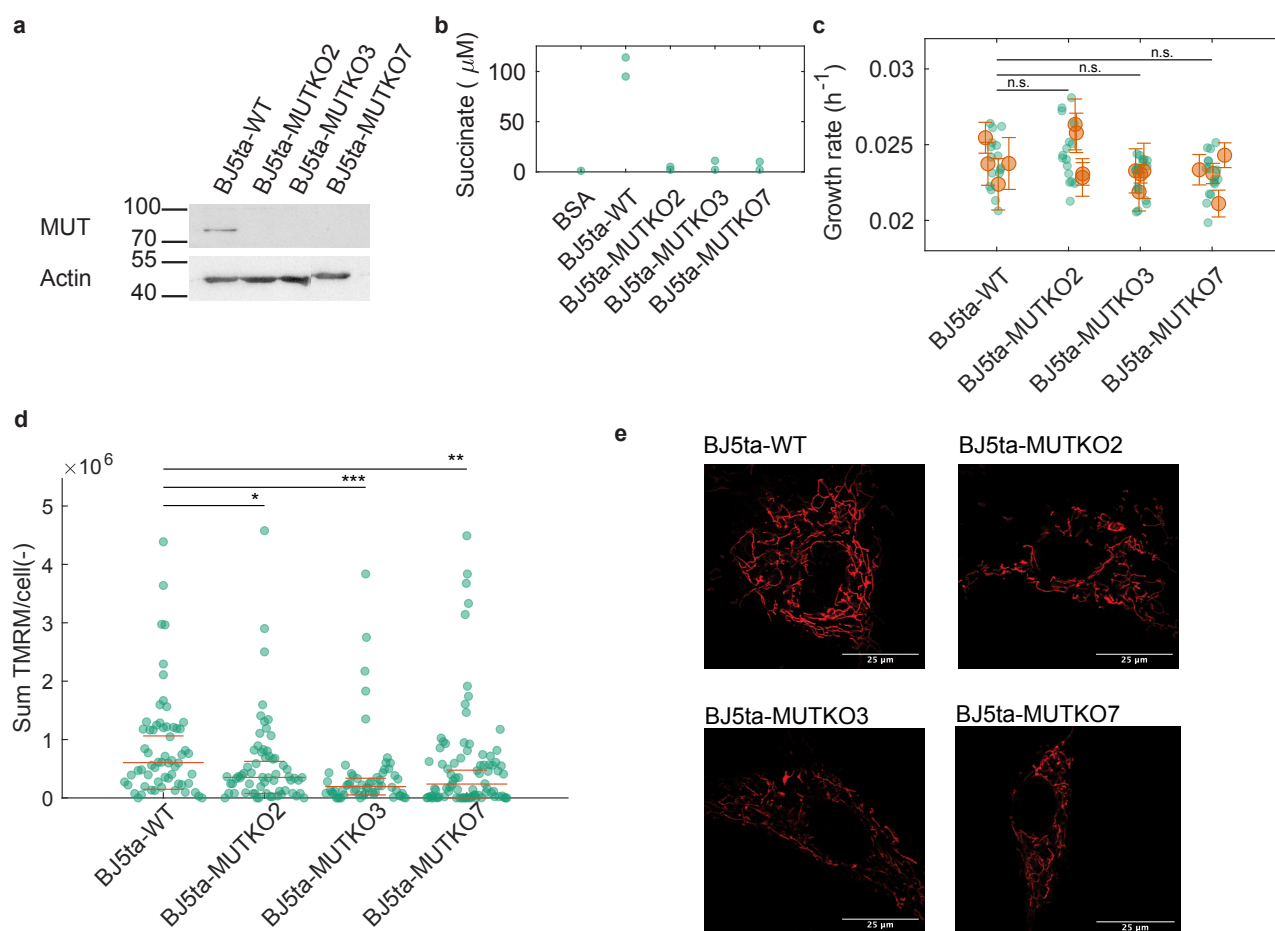 a
BJ5ta-WT
BJ5ta-MUTKO2
BJ5ta-MUTKO3
BJ5ta-MUTKO7
MUT
100
70
Actin
55
40
b
Succinate ( μM)
100
50
0
BSA
BJ5ta-WT
BJ5ta-MUTKO2
BJ5ta-MUTKO3
BJ5ta-MUTKO7
c
n.s.
n.s.
n.s.
Growth rate (h⁻¹)
0.03
0.025
0.02
BJ5ta-WT
BJ5ta-MUTKO2
BJ5ta-MUTKO3
BJ5ta-MUTKO7
d
×10⁶
**
***
*
Sum TMRM/cell(-)
5
4
3
2
1
0
BJ5ta-WT
BJ5ta-MUTKO2
BJ5ta-MUTKO3
BJ5ta-MUTKO7
e
BJ5ta-WT
25 μm
BJ5ta-MUTKO2
25 μm
BJ5ta-MUTKO3
25 μm
BJ5ta-MUTKO7
25 μm